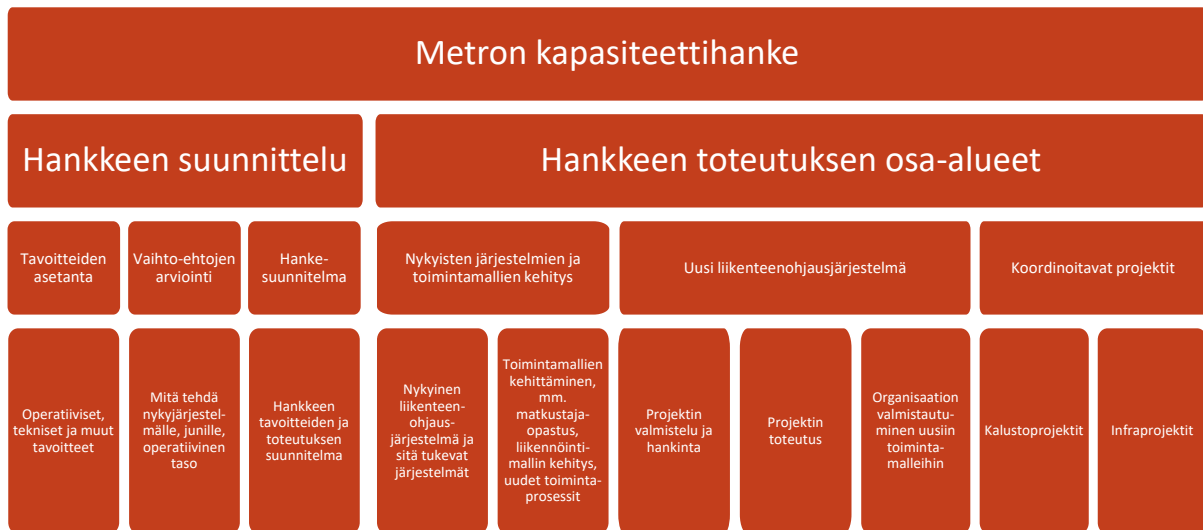 Metron kapasiteettihanke
Hankkeen suunnittelu
Hankkeen toteutuksen osa-alueet
Tavoitteiden
asetanta
Vaihto-ehtojen
arviointi
Hanke-
suunnitelma
Nykyisten järjestelmien ja
toimintamallien kehitys
Uusi liikenteenohjausjärjestelmä
Koordinoitavat projektit
Operatiiviset,
tekniset ja muut
tavoitteet
Mitä tehdä
nykyjärjestel-
mälle, junille,
operatiivinen
taso
Hankkeen
tavoitteiden ja
toteutuksen
suunnitelma
Nykyinen
liikenteen-
ohjaus-
järjestelmä ja
sitä tukevat
järjestelmät
Toimintamallien
kehittäminen,
mm.
matkustaja-
opastus,
liikennöinti-
mallin kehitys,
uudet toiminta-
prosessit
Projektin
valmistelu ja
hankinta
Projektin
toteutus
Organisaation
valmistautu-
minen uusiin
toiminta-
malleihin
Kalustoprojektit
Infraprojektit